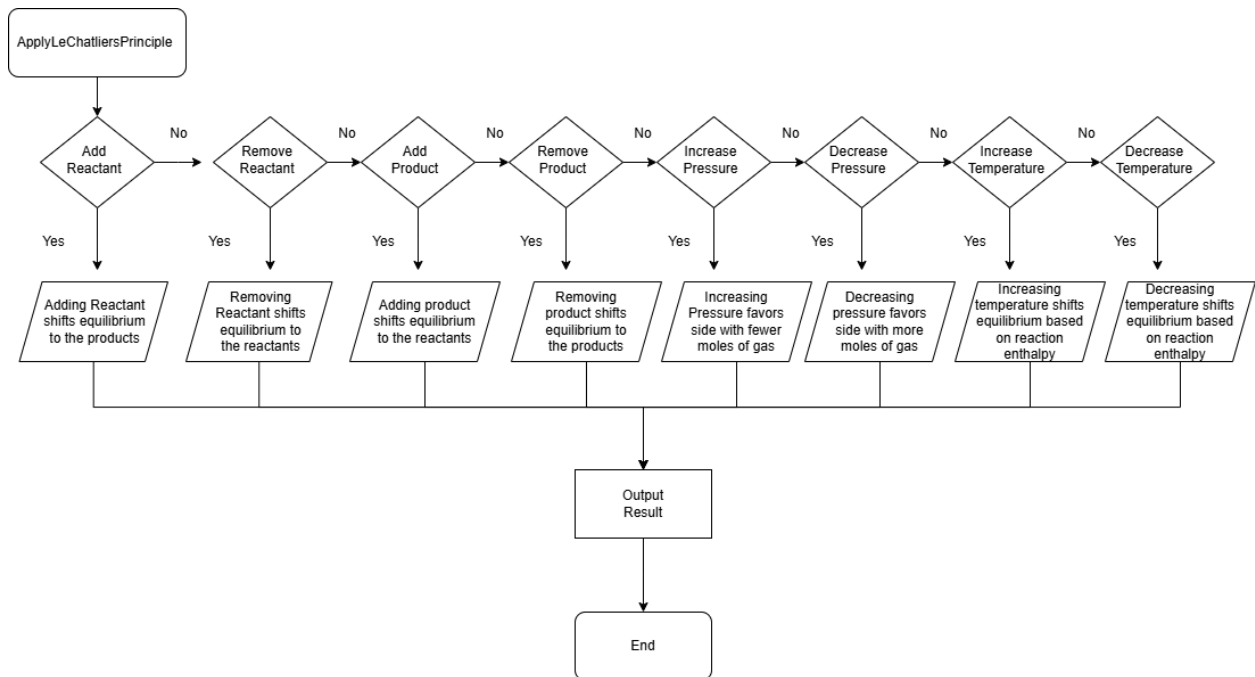 ApplyLeChatliersPrinciple
Add
Reactant
No
Remove
Reactant
No
Add
Product
No
Remove
Product
No
Increase
Pressure
No
Decrease
Pressure
No
Increase
Temperature
No
Decrease
Temperature
Yes
Yes
Yes
Yes
Yes
Yes
Yes
Yes
Adding Reactant
shifts equilibrium
to the products
Removing
Reactant shifts
equilibrium to
the reactants
Adding product
shifts equilibrium
to the reactants
Removing
product shifts
equilibrium to
the products
Increasing
Pressure favors
side with fewer
moles of gas
Decreasing
pressure favors
side with more
moles of gas
Increasing
temperature shifts
equilibrium based
on reaction
enthalpy
Decreasing
temperature shifts
equilibrium based
on reaction
enthalpy
Output
Result
End